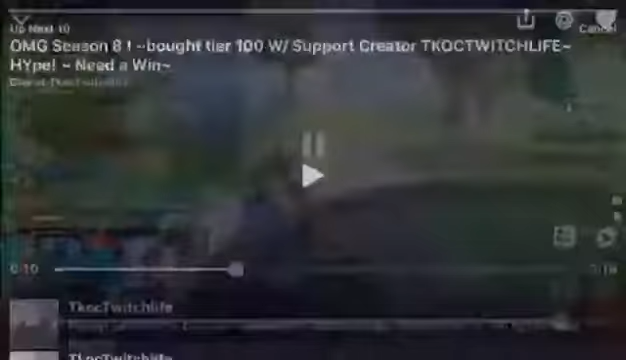 Up Next 10
Cancel
OMG Season 8 ! ~bought tier 100 W/ Support Creator TKOCTWITCHLIFE~
HYpe! ~ Need a Win~
0:10
TkocTwitchlife
TkocTwitchlife